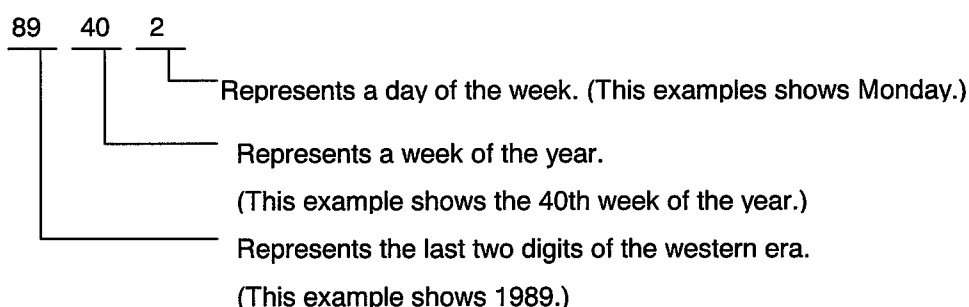 89 40 2
Represents a day of the week. (This examples shows Monday.)
Represents a week of the year.
(This example shows the 40th week of the year.)
Represents the last two digits of the western era.
(This example shows 1989.)